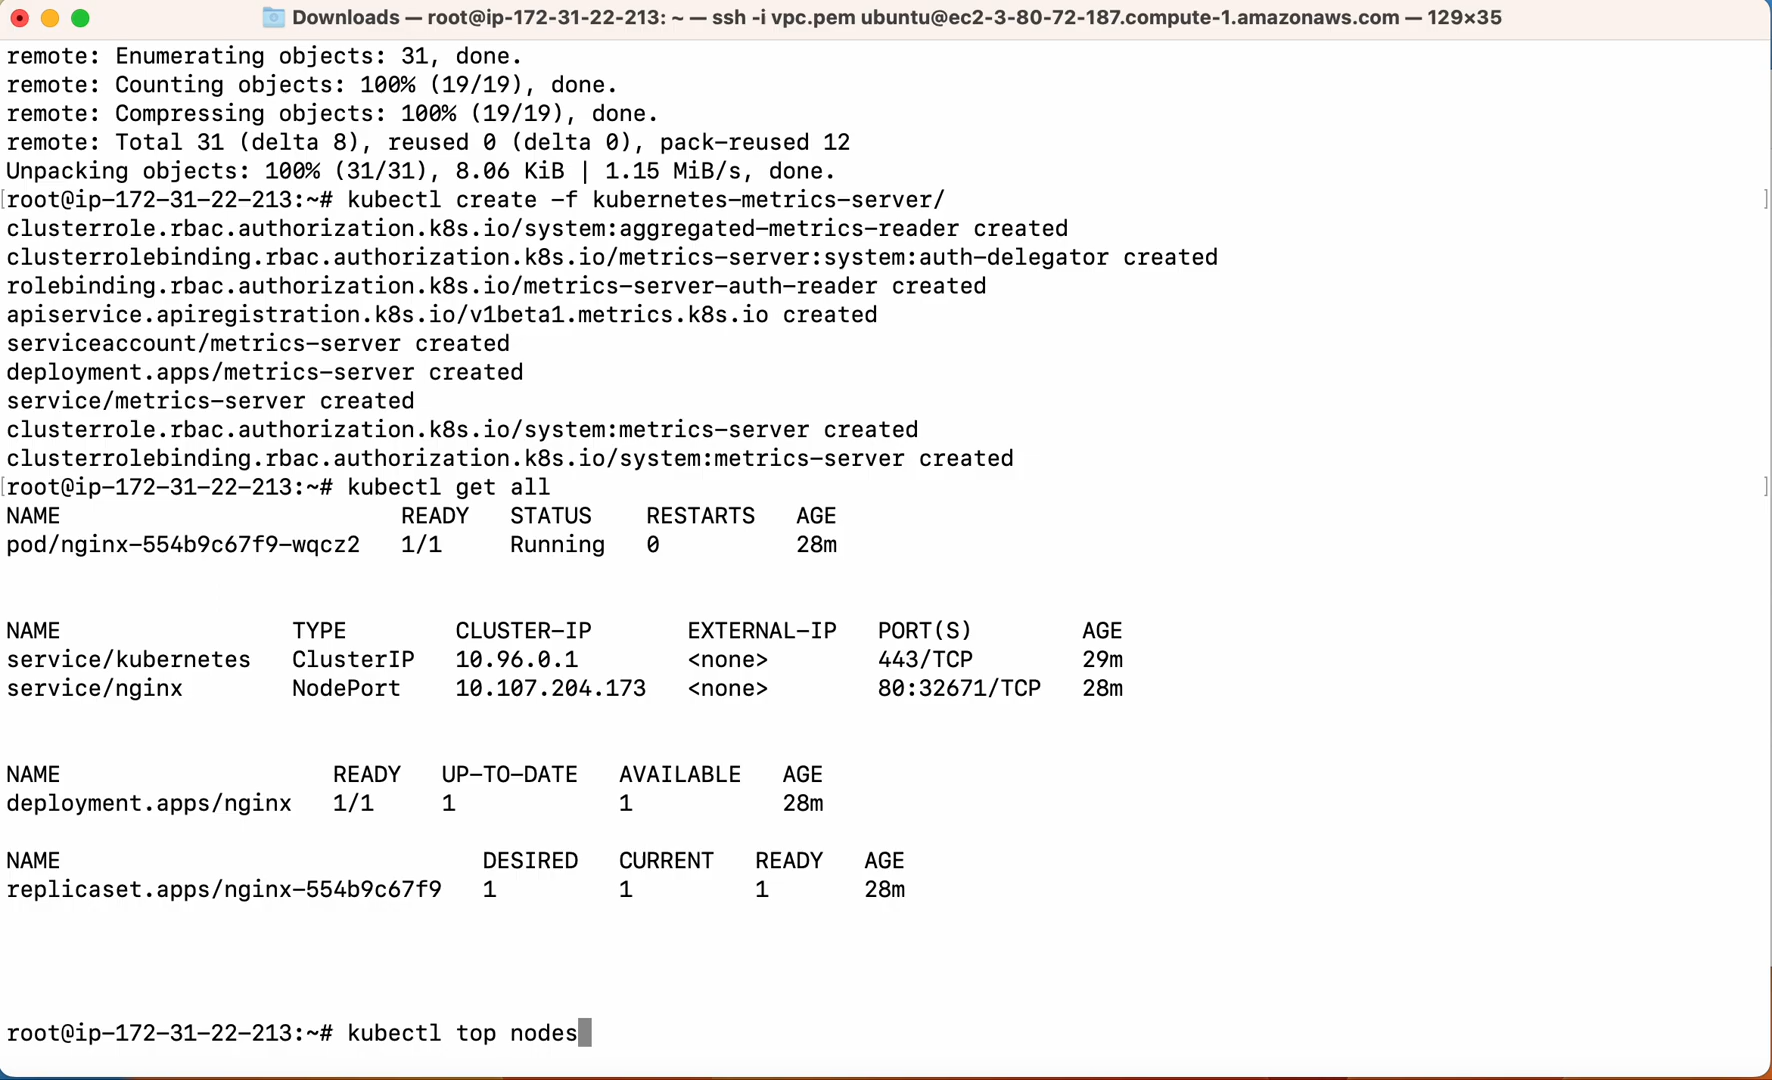 Downloads — root@ip-172-31-22-213: ~ — ssh -i vpc.pem ubuntu@ec2-3-80-72-187.compute-1.amazonaws.com — 129×35
remote: Enumerating objects: 31, done.
remote: Counting objects: 100% (19/19), done.
remote: Compressing objects: 100% (19/19), done.
remote: Total 31 (delta 8), reused 0 (delta 0), pack-reused 12
Unpacking objects: 100% (31/31), 8.06 KiB | 1.15 MiB/s, done.
[root@ip-172-31-22-213:~# kubectl create -f kubernetes-metrics-server/ ]
clusterrole.rbac.authorization.k8s.io/system:aggregated-metrics-reader created
clusterrolebinding.rbac.authorization.k8s.io/metrics-server:system:auth-delegator created
rolebinding.rbac.authorization.k8s.io/metrics-server-auth-reader created
apiservice.apiregistration.k8s.io/v1beta1.metrics.k8s.io created
serviceaccount/metrics-server created
deployment.apps/metrics-server created
service/metrics-server created
clusterrole.rbac.authorization.k8s.io/system:metrics-server created
clusterrolebinding.rbac.authorization.k8s.io/system:metrics-server created
[root@ip-172-31-22-213:~# kubectl get all ]
NAME READY STATUS RESTARTS AGE
pod/nginx-554b9c67f9-wqcz2 1/1 Running 0 28m
NAME TYPE CLUSTER-IP EXTERNAL-IP PORT(S) AGE
service/kubernetes ClusterIP 10.96.0.1 <none> 443/TCP 29m
service/nginx NodePort 10.107.204.173 <none> 80:32671/TCP 28m
NAME READY UP-TO-DATE AVAILABLE AGE
deployment.apps/nginx 1/1 1 1 28m
NAME DESIRED CURRENT READY AGE
replicaset.apps/nginx-554b9c67f9 1 1 1 28m
root@ip-172-31-22-213:~# kubectl top nodes